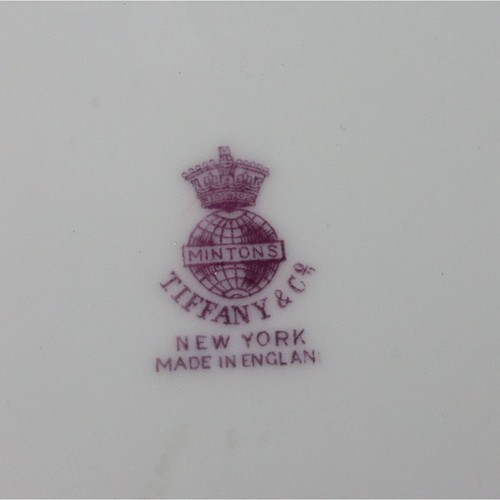 MINTONS
TIFFANY & Co
NEW YORK
MADE IN ENGLAN